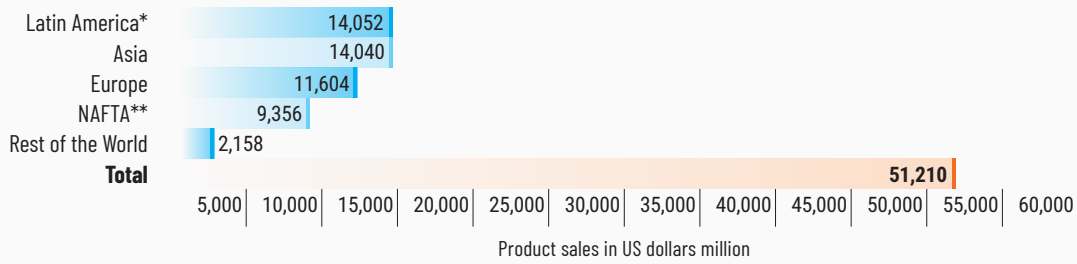 Latin America* 14,052
Asia 14,040
Europe 11,604
NAFTA** 9,356
Rest of the World 2,158
Total 51,210
5,000 10,000 15,000 20,000 25,000 30,000 35,000 40,000 45,000 50,000 55,000 60,000
Product sales in US dollars million